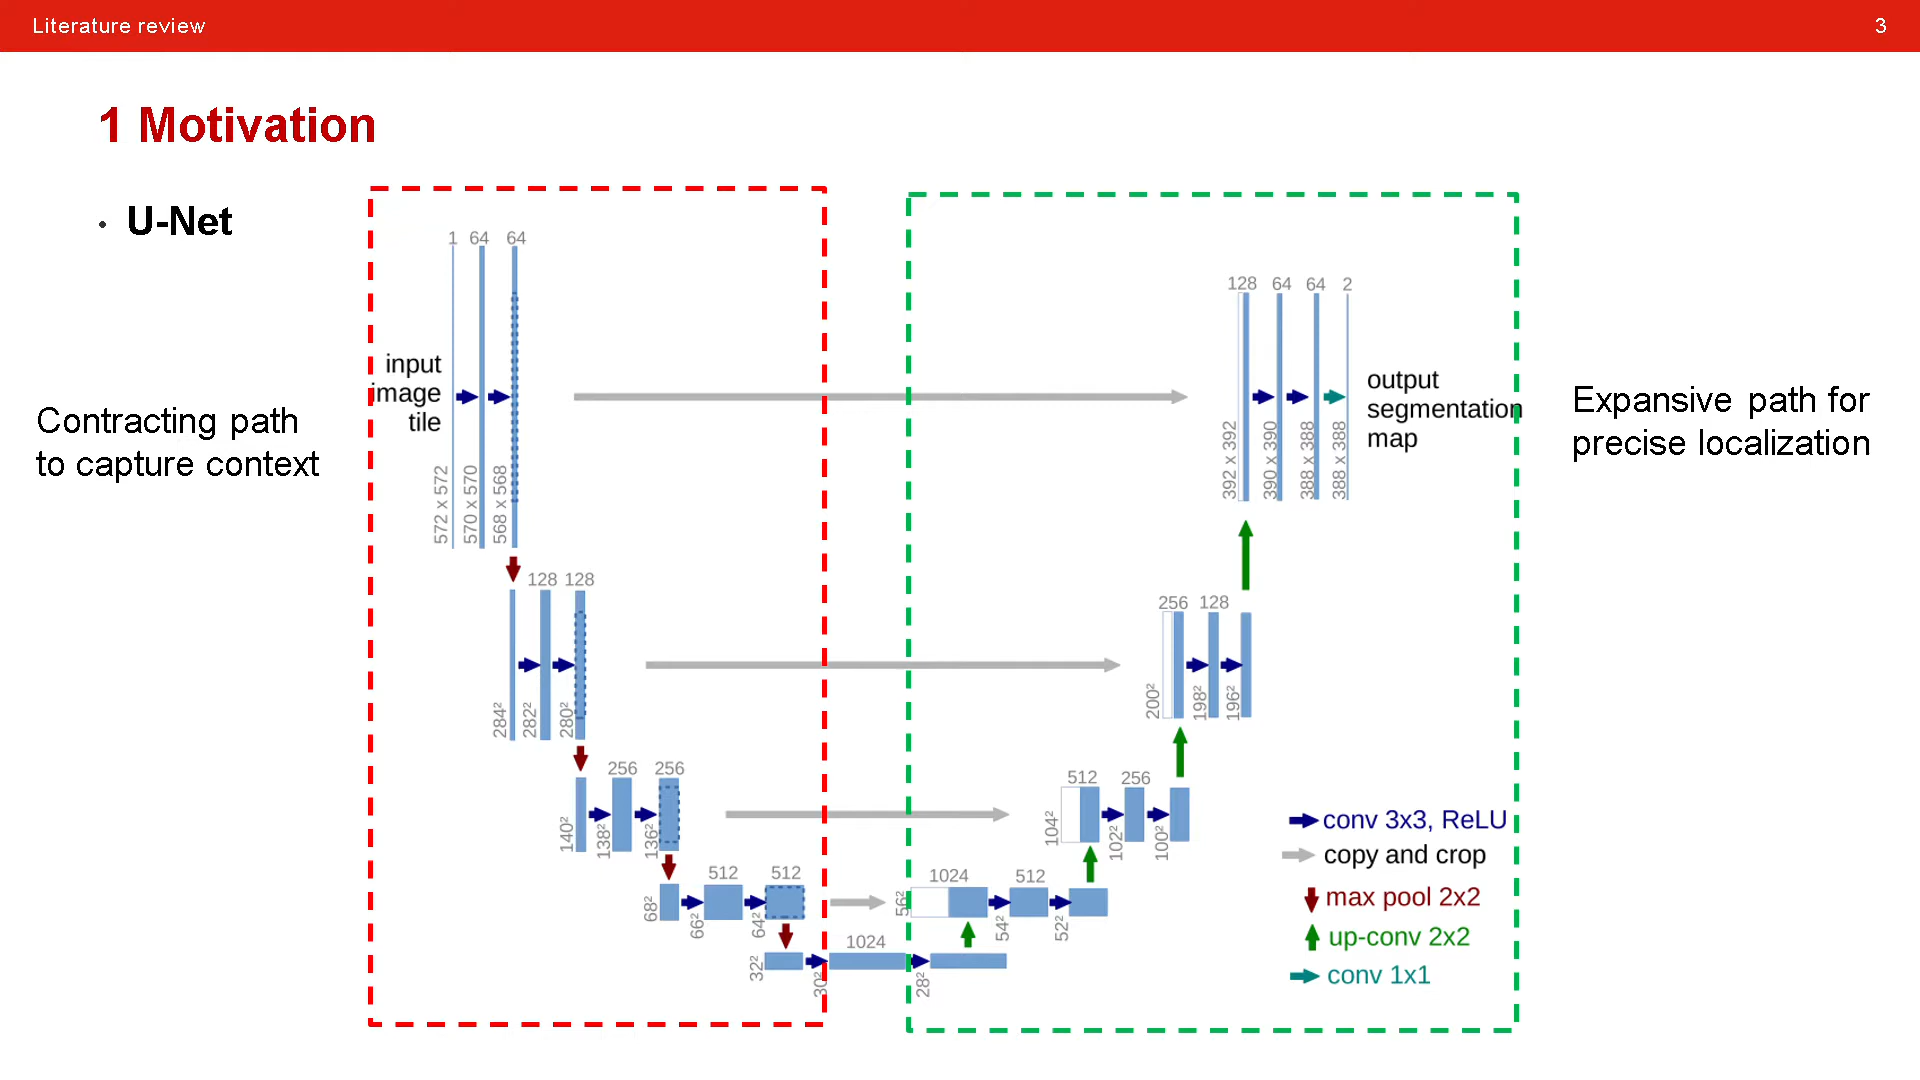 Literature review
3
1 Motivation
• U-Net
Contracting path
to capture context
input
image
tile
1 64 64
572 x 572
570 x 570
568 x 568
128 128
284²
282²
280²
256 256
140²
138²
136²
512 512
68²
66²
64²
1024
32²
30²
28²
1024 512
56²
54²
52²
512 256
104²
102²
100²
256 128
200²
198²
196²
128 64 64 2
392 x 392
390 x 390
388 x 388
388 x 388
output
segmentation
map
conv 3x3, ReLU
copy and crop
max pool 2x2
up-conv 2x2
conv 1x1
Expansive path for
precise localization